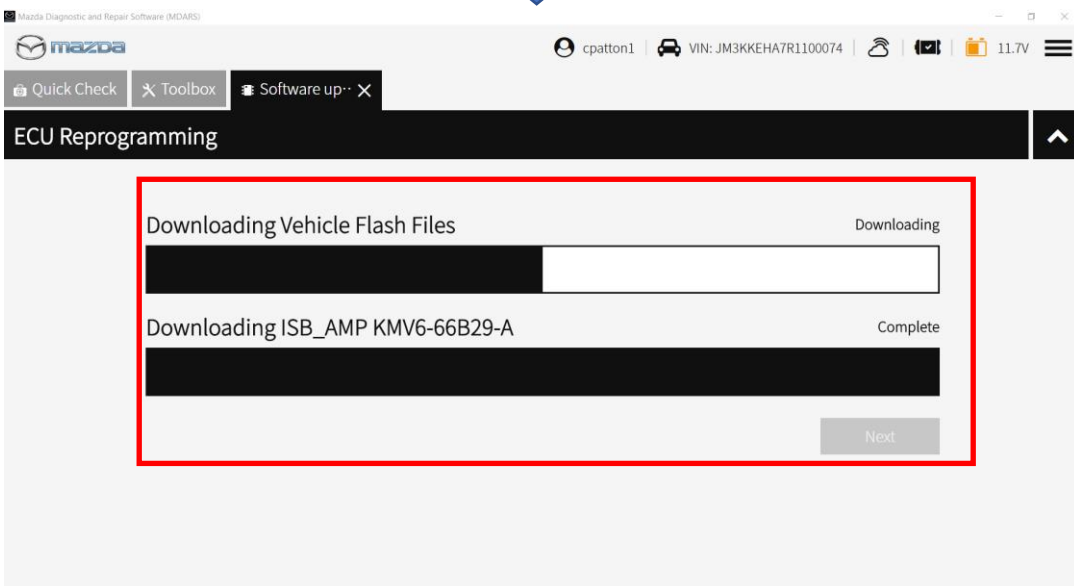 Mazda Diagnostic and Repair Software (MDARS)
mazda cpatton1 VIN: JM3KKEHA7R1100074 11.7V
Quick Check Toolbox Software up··
ECU Reprogramming
Downloading Vehicle Flash Files Downloading
Downloading ISB_AMP KMV6-66B29-A Complete
Next